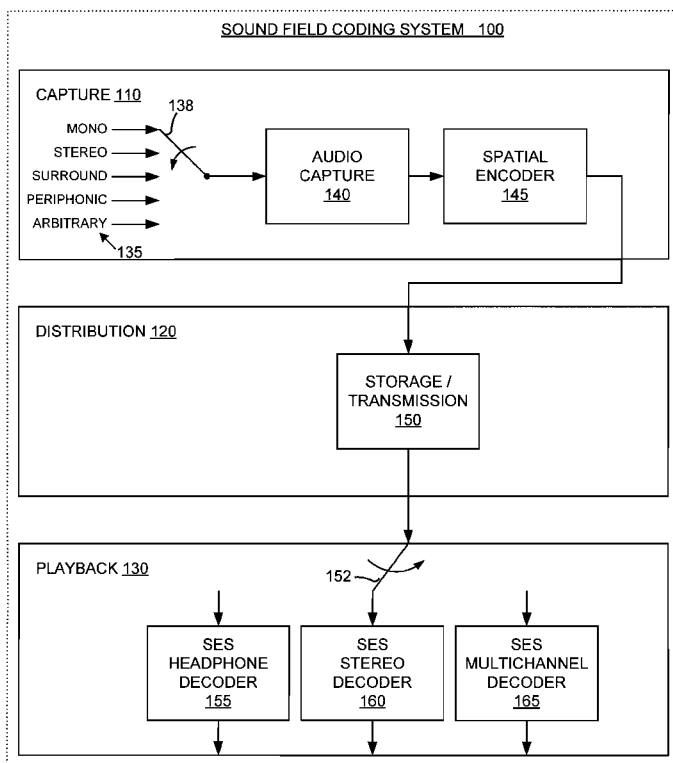 SOUND FIELD CODING SYSTEM 100
CAPTURE 110
138
MONO
STEREO
SURROUND
PERIPHONIC
ARBITRARY
135
AUDIO
CAPTURE
140
SPATIAL
ENCODER
145
DISTRIBUTION 120
STORAGE /
TRANSMISSION
150
PLAYBACK 130
152
SES
HEADPHONE
DECODER
155
SES
STEREO
DECODER
160
SES
MULTICHANNEL
DECODER
165